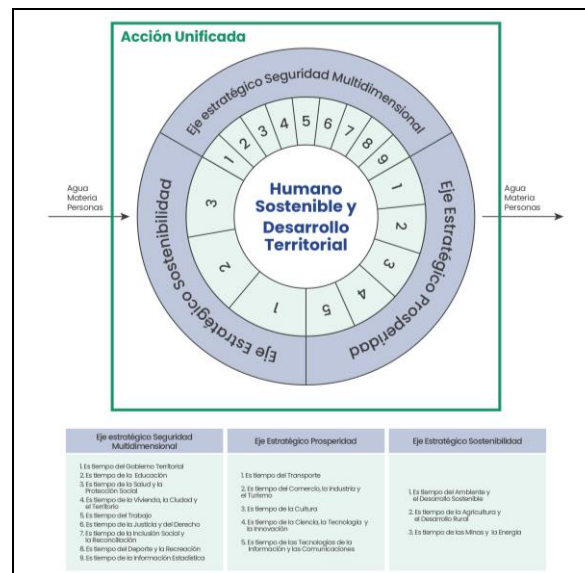 Acción Unificada
Eje estratégico Seguridad Multidimensional
1 2 3 4 5 6 7 8 9
Eje Estratégico Prosperidad
1 2 3 4 5
Eje Estratégico Sostenibilidad
1 2 3
Humano
Sostenible y
Desarrollo
Territorial
Agua
Materia
Personas
Agua
Materia
Personas
Eje estratégico Seguridad
Multidimensional
1. Es tiempo del Gobierno Territorial
2. Es tiempo de la Educación
3. Es tiempo de la Salud y la
Protección Social
4. Es tiempo de la Vivienda, la Ciudad y
el Territorio
5. Es tiempo del Trabajo
6. Es tiempo de la Justicia y del Derecho
7. Es tiempo de la Inclusión Social y
la Reconciliación
8. Es tiempo del Deporte y la Recreación
9. Es tiempo de la Información Estadística
Eje Estratégico Prosperidad
1. Es tiempo del Transporte
2. Es tiempo del Comercio, la Industria y
el Turismo
3. Es tiempo de la Cultura
4. Es tiempo de la Ciencia, la Tecnología y
la Innovación
5. Es tiempo de las Tecnologías de la
Información y las Comunicaciones
Eje Estratégico Sostenibilidad
1. Es tiempo del Ambiente y
el Desarrollo Sostenible
2. Es tiempo de la Agricultura y
el Desarrollo Rural
3. Es tiempo de las Minas y la Energía